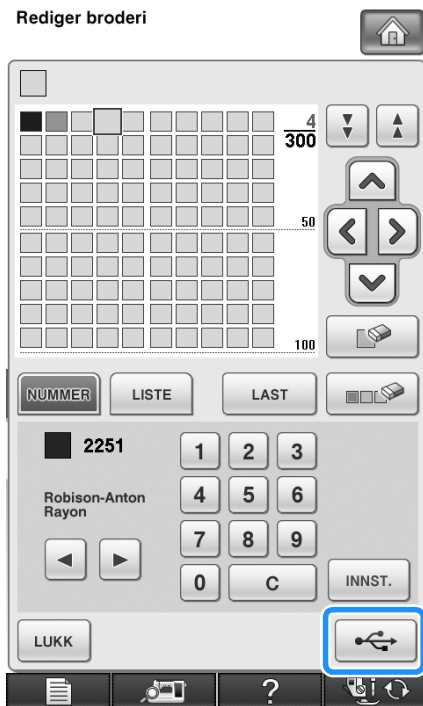 Rediger broderi
4
300
50
100
NUMMER LISTE LAST
2251
1 2 3
Robison-Anton
Rayon
4 5 6
7 8 9
0 C INNST.
LUKK
?